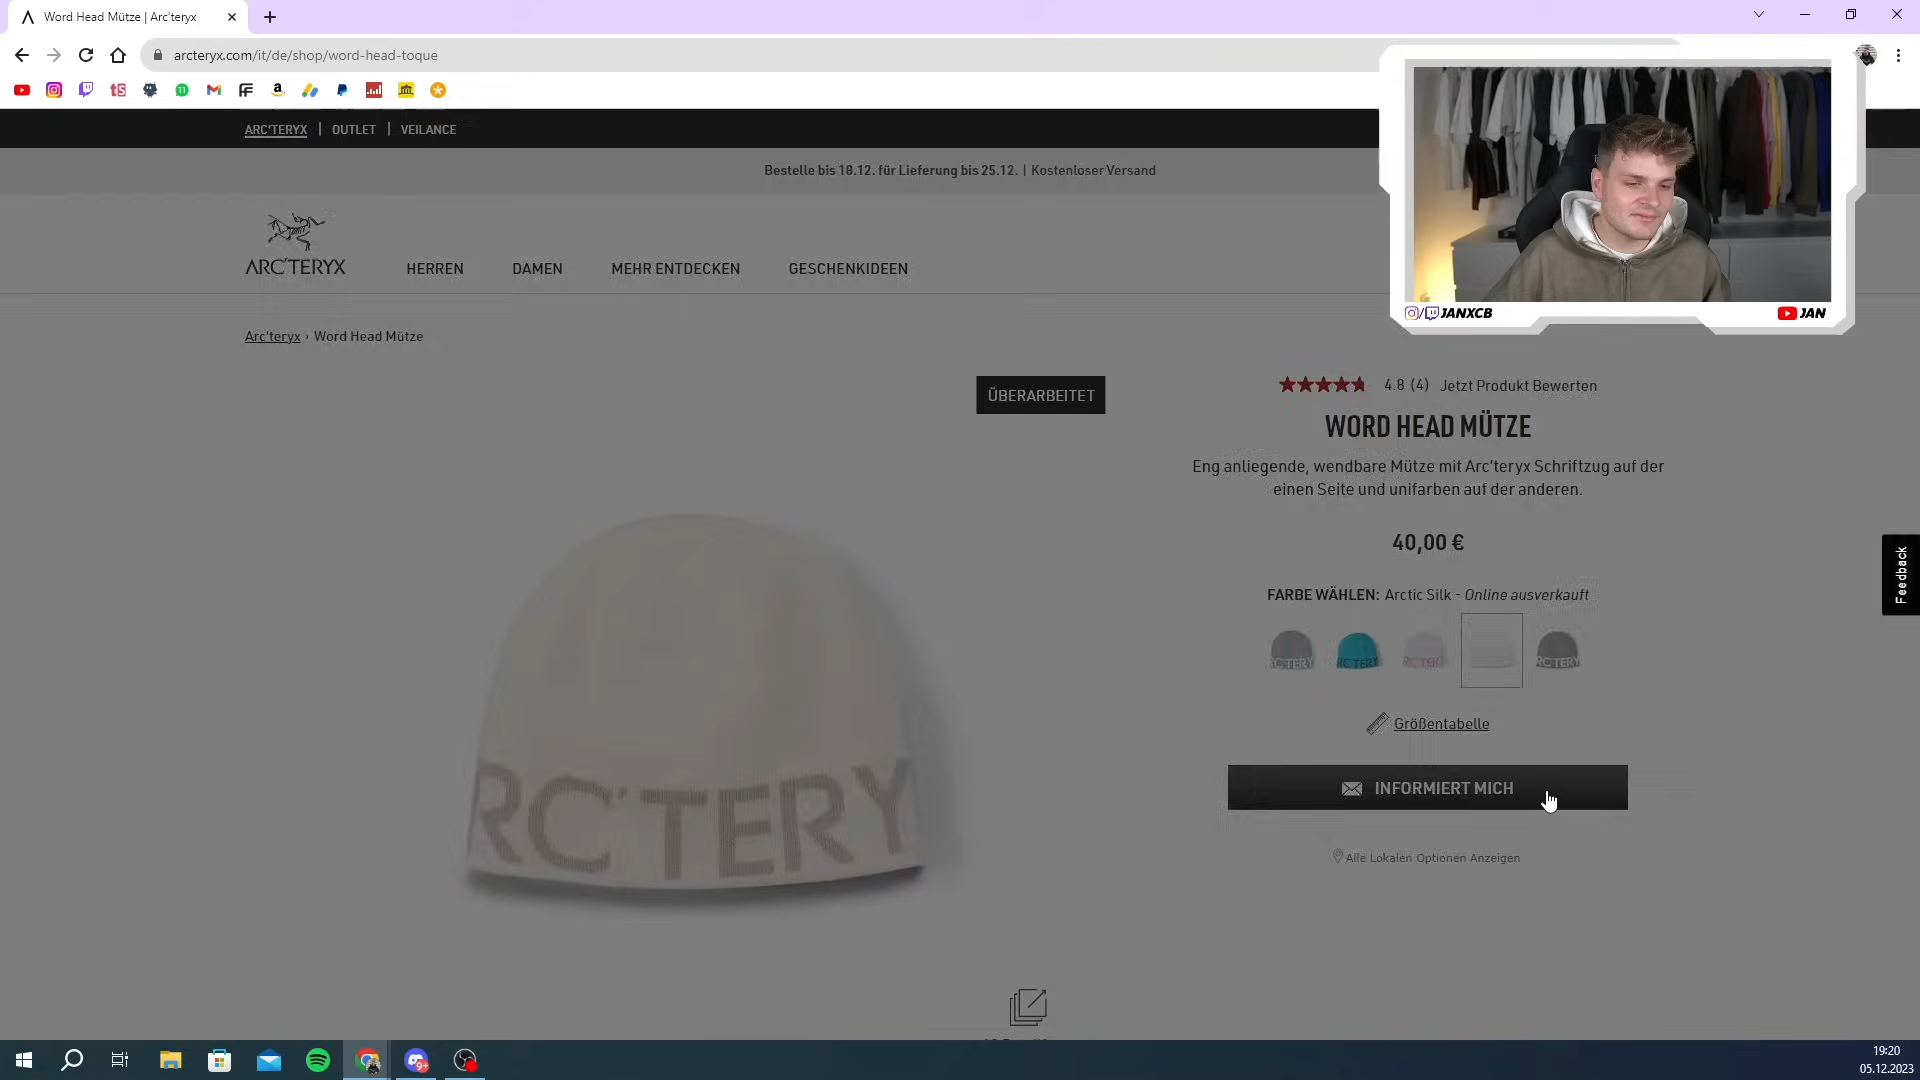 Word Head Mütze | Arc'teryx
arcteryx.com/it/de/shop/word-head-toque
ARC'TERYX | OUTLET | VEILANCE
Bestelle bis 18.12. für Lieferung bis 25.12. | Kostenloser Versand
ARC'TERYX
HERREN DAMEN MEHR ENTDECKEN GESCHENKIDEEN
JANXCB JAN
Arc'teryx › Word Head Mütze
ÜBERARBEITET
4.8 (4) Jetzt Produkt Bewerten
WORD HEAD MÜTZE
Eng anliegende, wendbare Mütze mit Arc'teryx Schriftzug auf der
einen Seite und unifarben auf der anderen.
40,00 €
Feedback
FARBE WÄHLEN: Arctic Silk - Online ausverkauft
Größentabelle
INFORMIERT MICH
RC'TERY
Alle Lokalen Optionen Anzeigen
19:20
05.12.2023